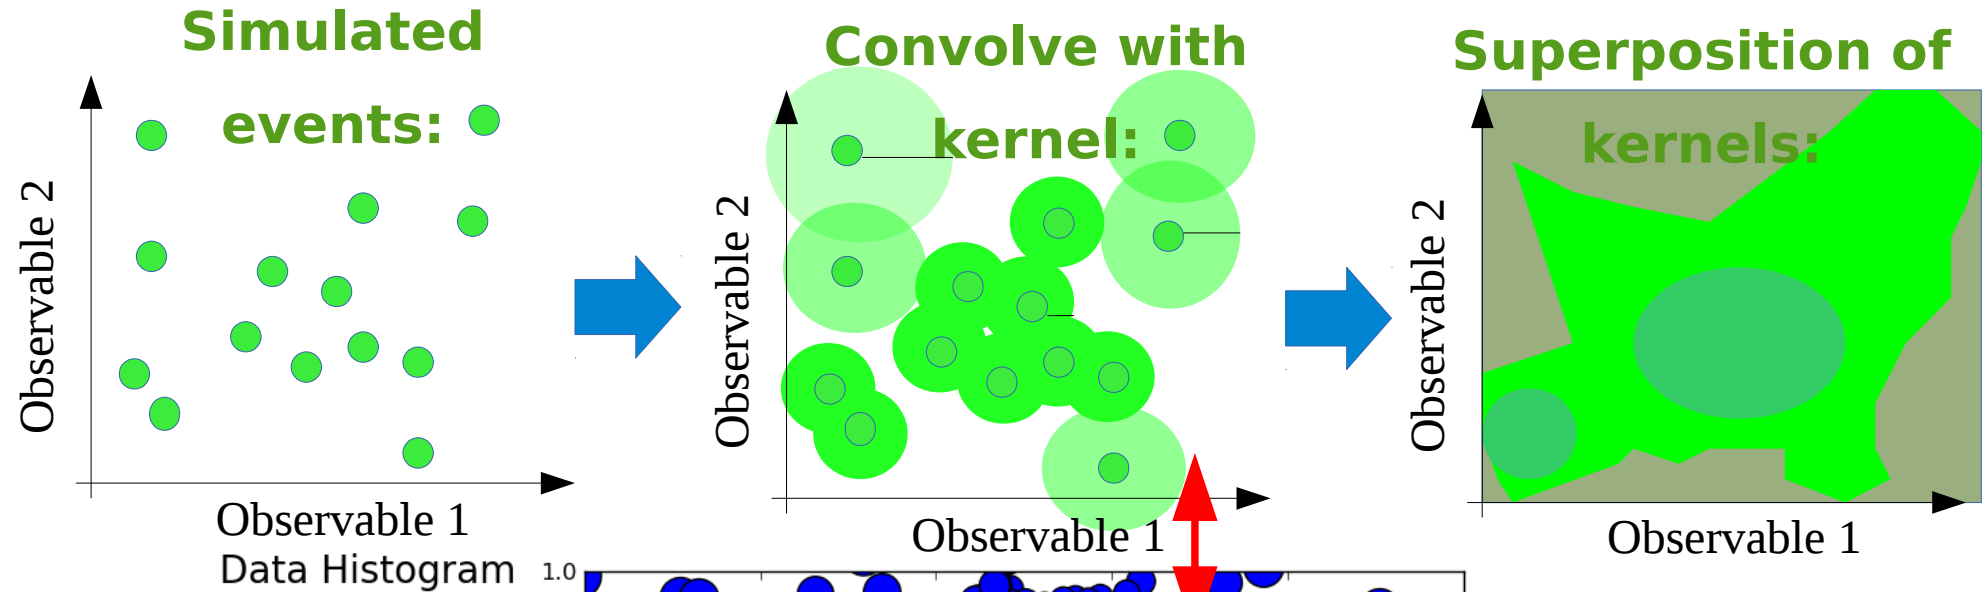 Simulated
events:
Observable 2
Observable 1
Convolve with
kernel:
Observable 2
Observable 1
Superposition of
kernels:
Observable 2
Observable 1
Data Histogram
1.0